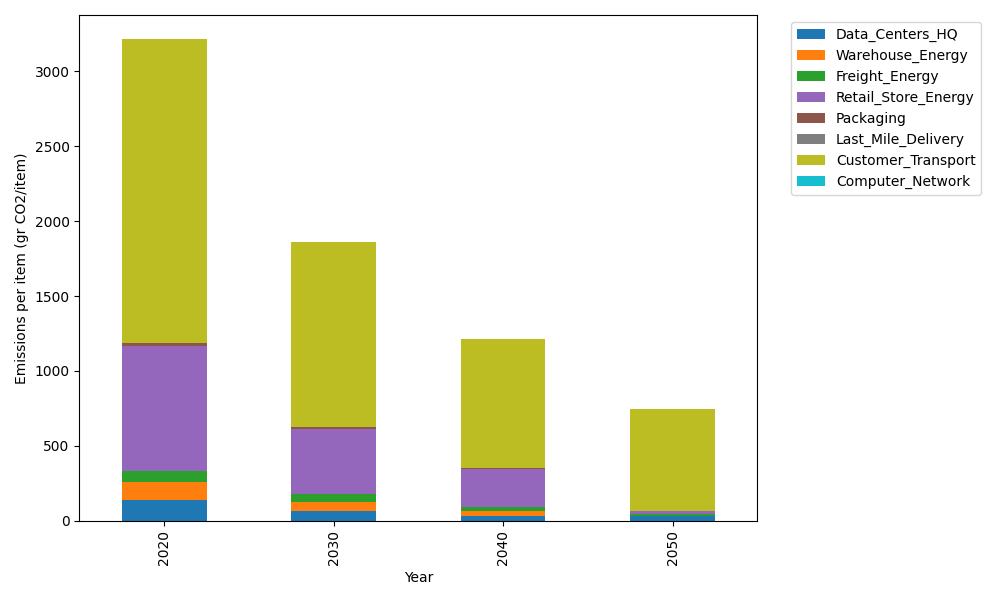 Emissions per item (gr CO2/item)
3000
2500
2000
1500
1000
500
0
2020
2030
2040
2050
Year
Data_Centers_HQ
Warehouse_Energy
Freight_Energy
Retail_Store_Energy
Packaging
Last_Mile_Delivery
Customer_Transport
Computer_Network